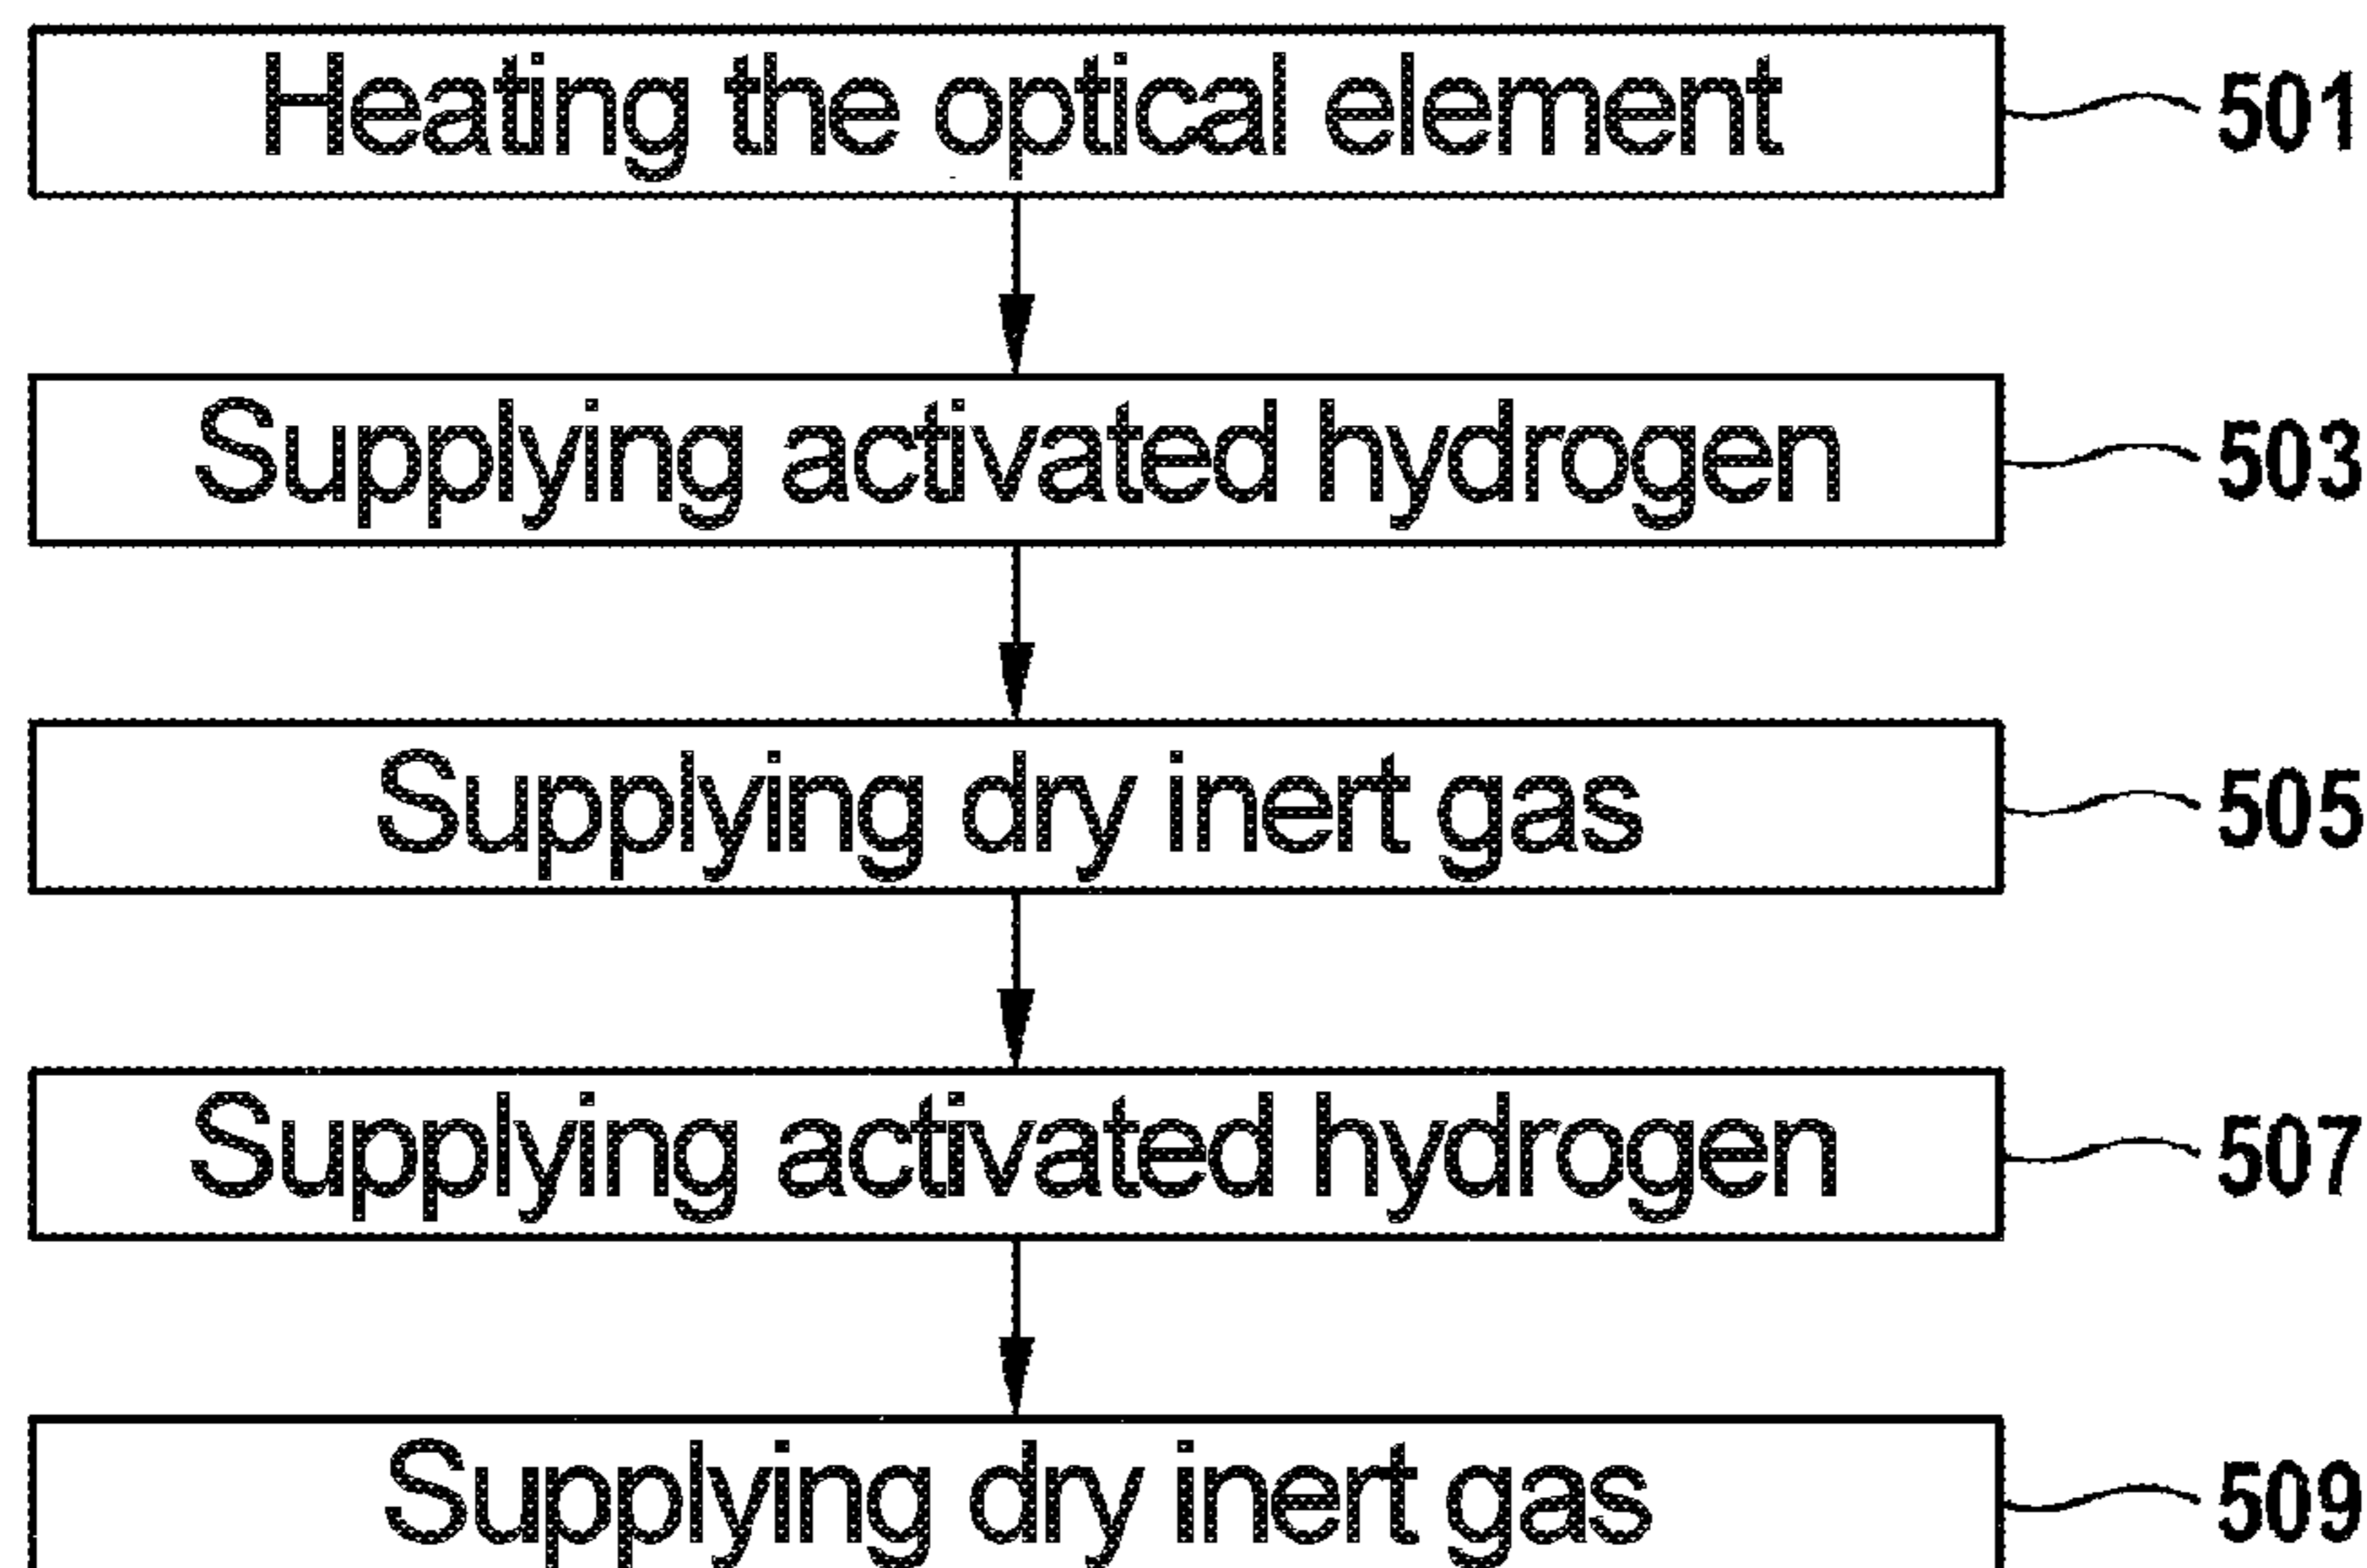 Heating the optical element 501
Supplying activated hydrogen 503
Supplying dry inert gas 505
Supplying activated hydrogen 507
Supplying dry inert gas 509